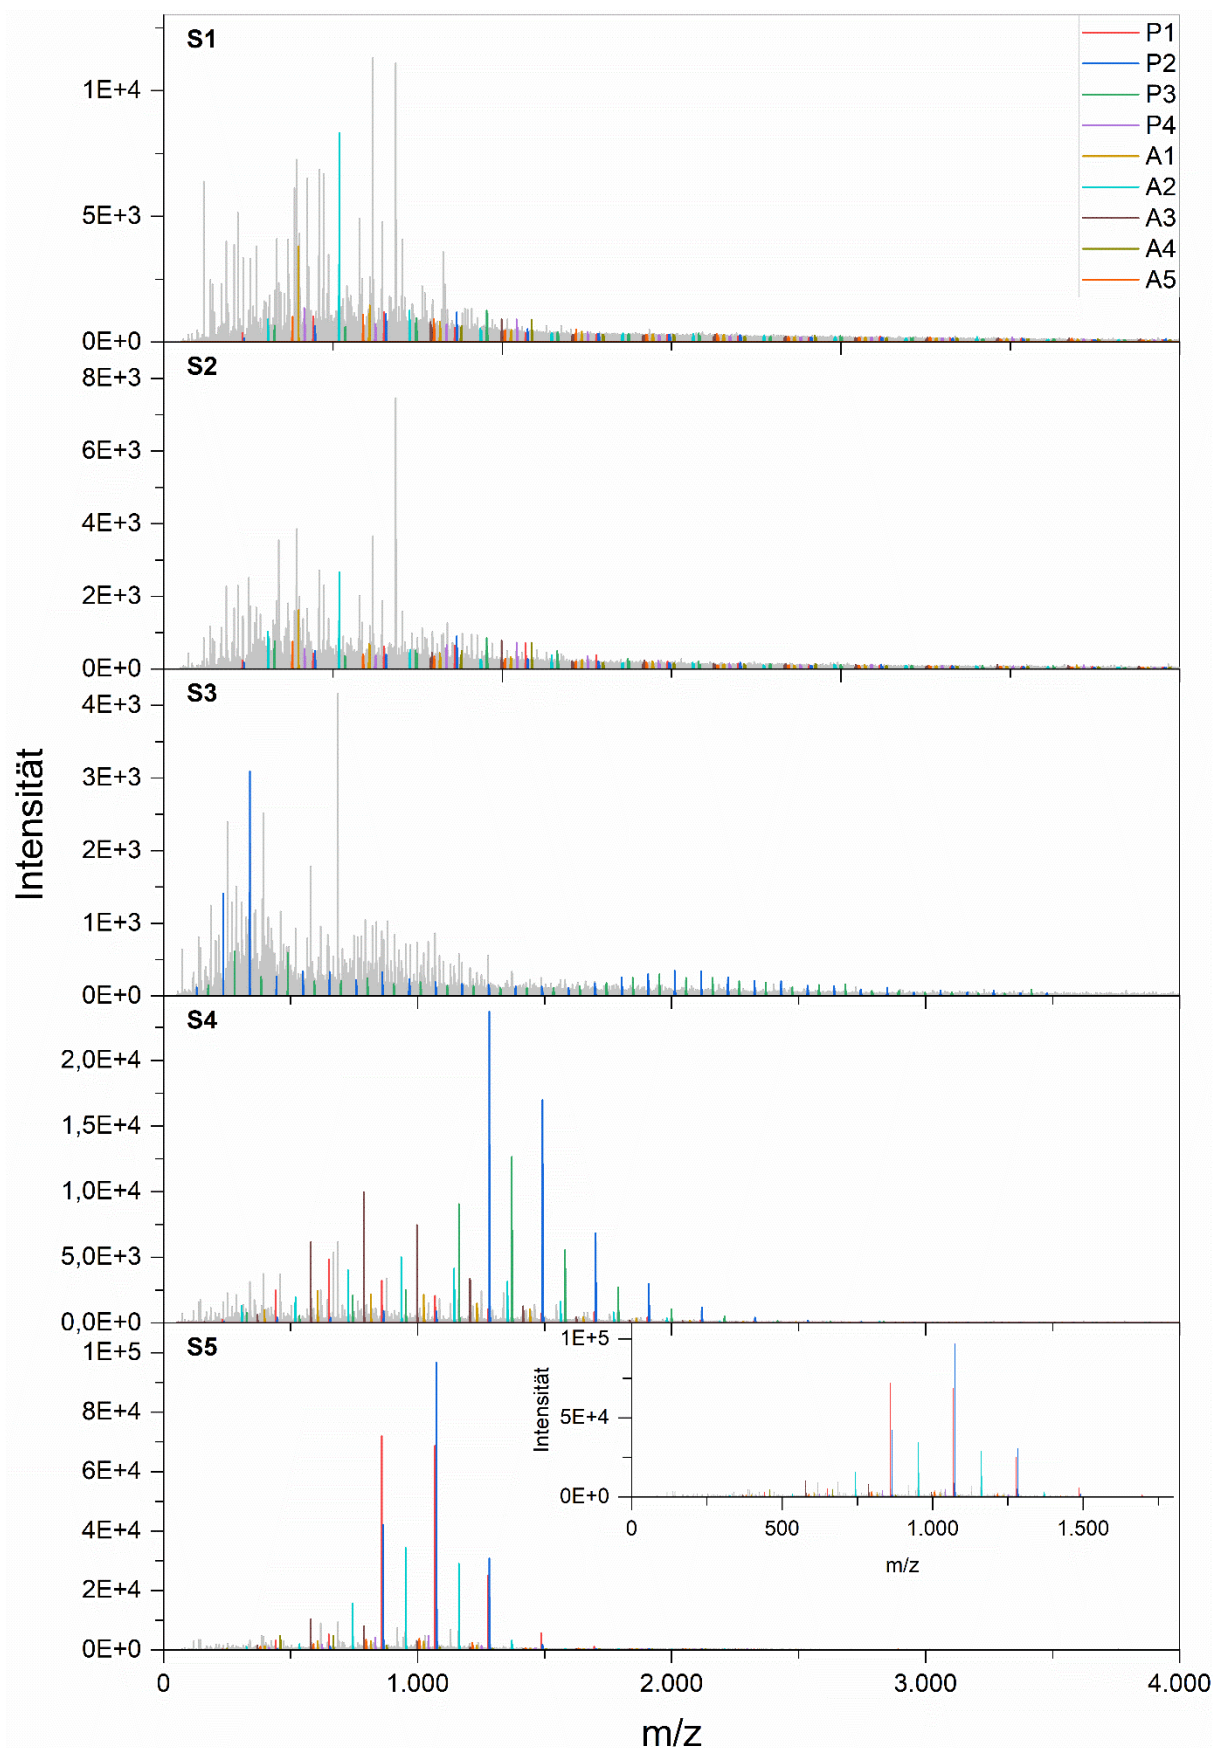 S1
P1
P2
P3
P4
A1
A2
A3
A4
A5
1E+4
5E+3
0E+0
S2
8E+3
6E+3
4E+3
2E+3
0E+0
S3
4E+3
3E+3
2E+3
1E+3
0E+0
Intensität
S4
2,0E+4
1,5E+4
1,0E+4
5,0E+3
0,0E+0
S5
1E+5
8E+4
6E+4
4E+4
2E+4
0E+0
1E+5
5E+4
0E+0
Intensität
0 500 1.000 1.500
m/z
0 1.000 2.000 3.000 4.000
m/z